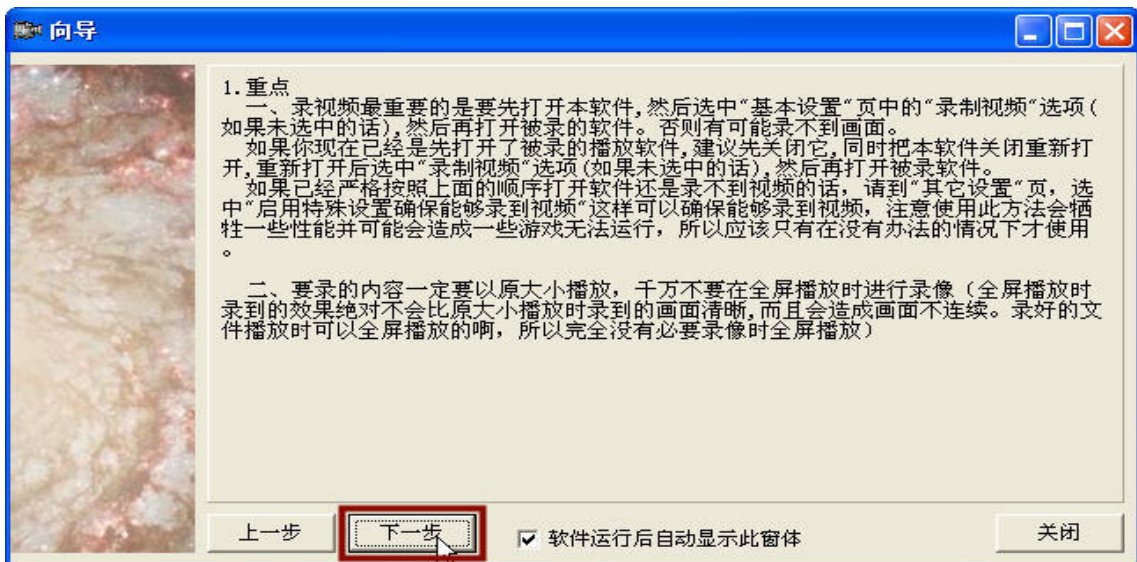 向导
1.重点
一、录视频最重要的是要先打开本软件,然后选中"基本设置"页中的"录制视频"选项(
如果未选中的话),然后再打开被录的软件。否则有可能录不到画面。
如果你现在已经是先打开了被录的播放软件,建议先关闭它,同时把本软件关闭重新打
开,重新打开后选中"录制视频"选项(如果未选中的话),然后再打开被录软件。
如果已经严格按照上面的顺序打开软件还是录不到视频的话，请到"其它设置"页，选
中"启用特殊设置确保能够录到视频"这样可以确保能够录到视频，注意使用此方法会牺
牲一些性能并可能会造成一些游戏无法运行，所以应该只有在没有办法的情况下才使用
。
二、要录的内容一定要以原大小播放，千万不要在全屏播放时进行录像（全屏播放时
录到的效果绝对不会比原大小播放时录到的画面清晰,而且会造成画面不连续。录好的文
件播放时可以全屏播放的啊，所以完全没有必要录像时全屏播放）
上一步 下一步 软件运行后自动显示此窗体 关闭